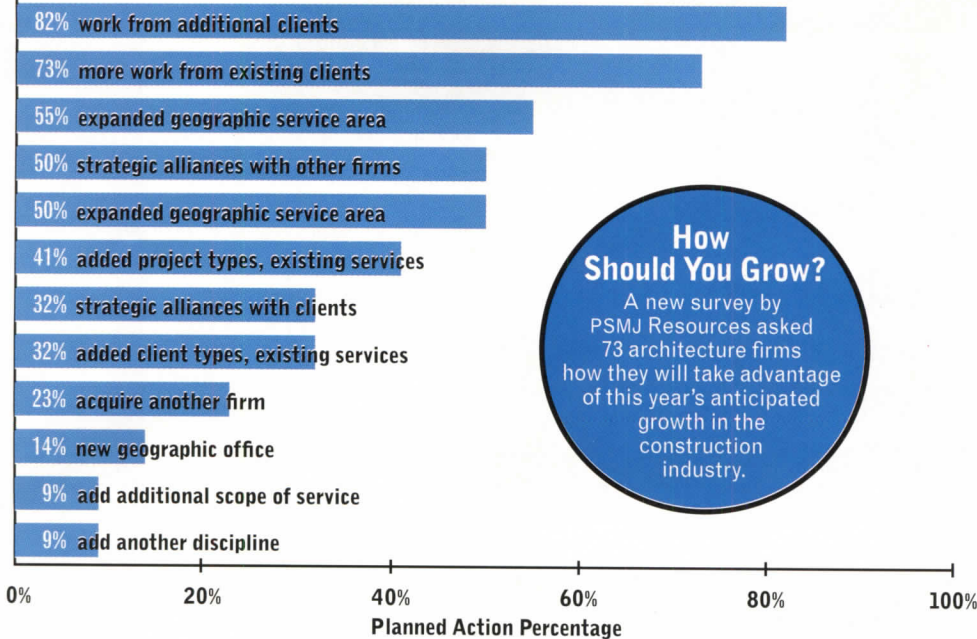 82% work from additional clients
73% more work from existing clients
55% expanded geographic service area
50% strategic alliances with other firms
50% expanded geographic service area
41% added project types, existing services
32% strategic alliances with clients
32% added client types, existing services
23% acquire another firm
14% new geographic office
9% add additional scope of service
9% add another discipline
0% 20% 40% 60% 80% 100%
Planned Action Percentage
How
Should You Grow?
A new survey by
PSMJ Resources asked
73 architecture firms
how they will take advantage
of this year's anticipated
growth in the
construction
industry.